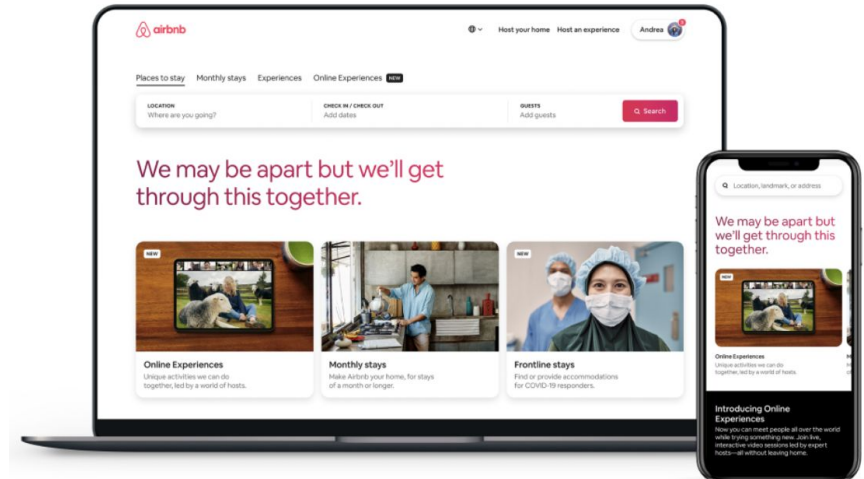 airbnb
Host your home Host an experience Andrea
Places to stay Monthly stays Experiences Online Experiences NEW
LOCATION CHECK IN / CHECK OUT GUESTS
Where are you going? Add dates Add guests Search
We may be apart but we'll get
through this together.
NEW
NEW
Online Experiences
Unique activities we can do
together, led by a world of hosts.
Monthly stays
Make Airbnb your home, for stays
of a month or longer.
Frontline stays
Find or provide accommodations
for COVID-19 responders.
Location, landmark, or address
We may be apart but
we'll get through this
together.
NEW
Online Experiences
Unique activities we can do
together, led by a world of hosts.
Introducing Online
Experiences
Now you can meet people all over the world
while trying something new. Join live,
interactive video sessions led by expert
hosts—all without leaving home.